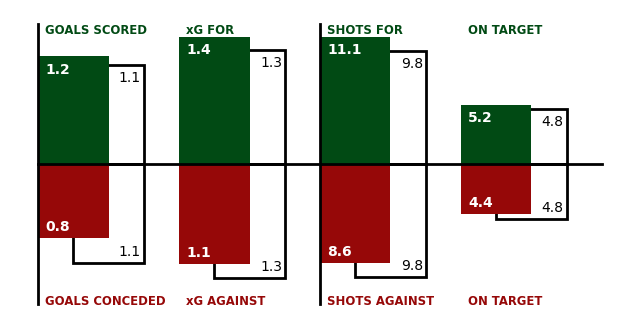 GOALS SCORED xG FOR SHOTS FOR ON TARGET
1.2 1.1 1.4 1.3 11.1 9.8 5.2 4.8
0.8 1.1 1.1 1.3 8.6 9.8 4.4 4.8
GOALS CONCEDED xG AGAINST SHOTS AGAINST ON TARGET